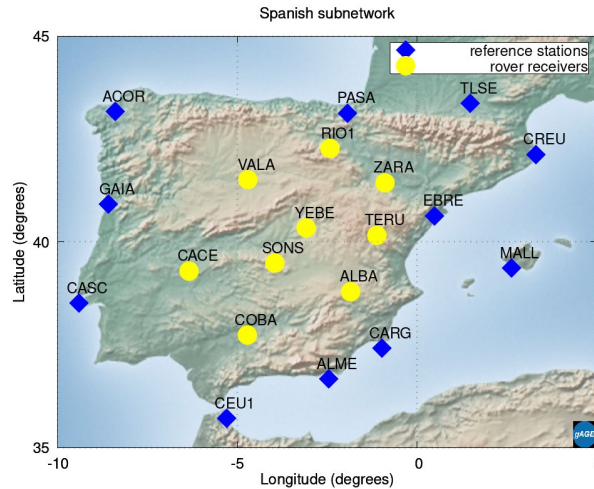 Spanish subnetwork
45
reference stations
rover receivers
ACOR
PASA
TLSE
RIO1
CREU
VALA
ZARA
GAIA
EBRE
YEBE
TERU
40
SONS
MALL
CACE
ALBA
CASC
COBA
CARG
ALME
CEU1
35
gAGE
-10
-5
0
Longitude (degrees)
Latitude (degrees)